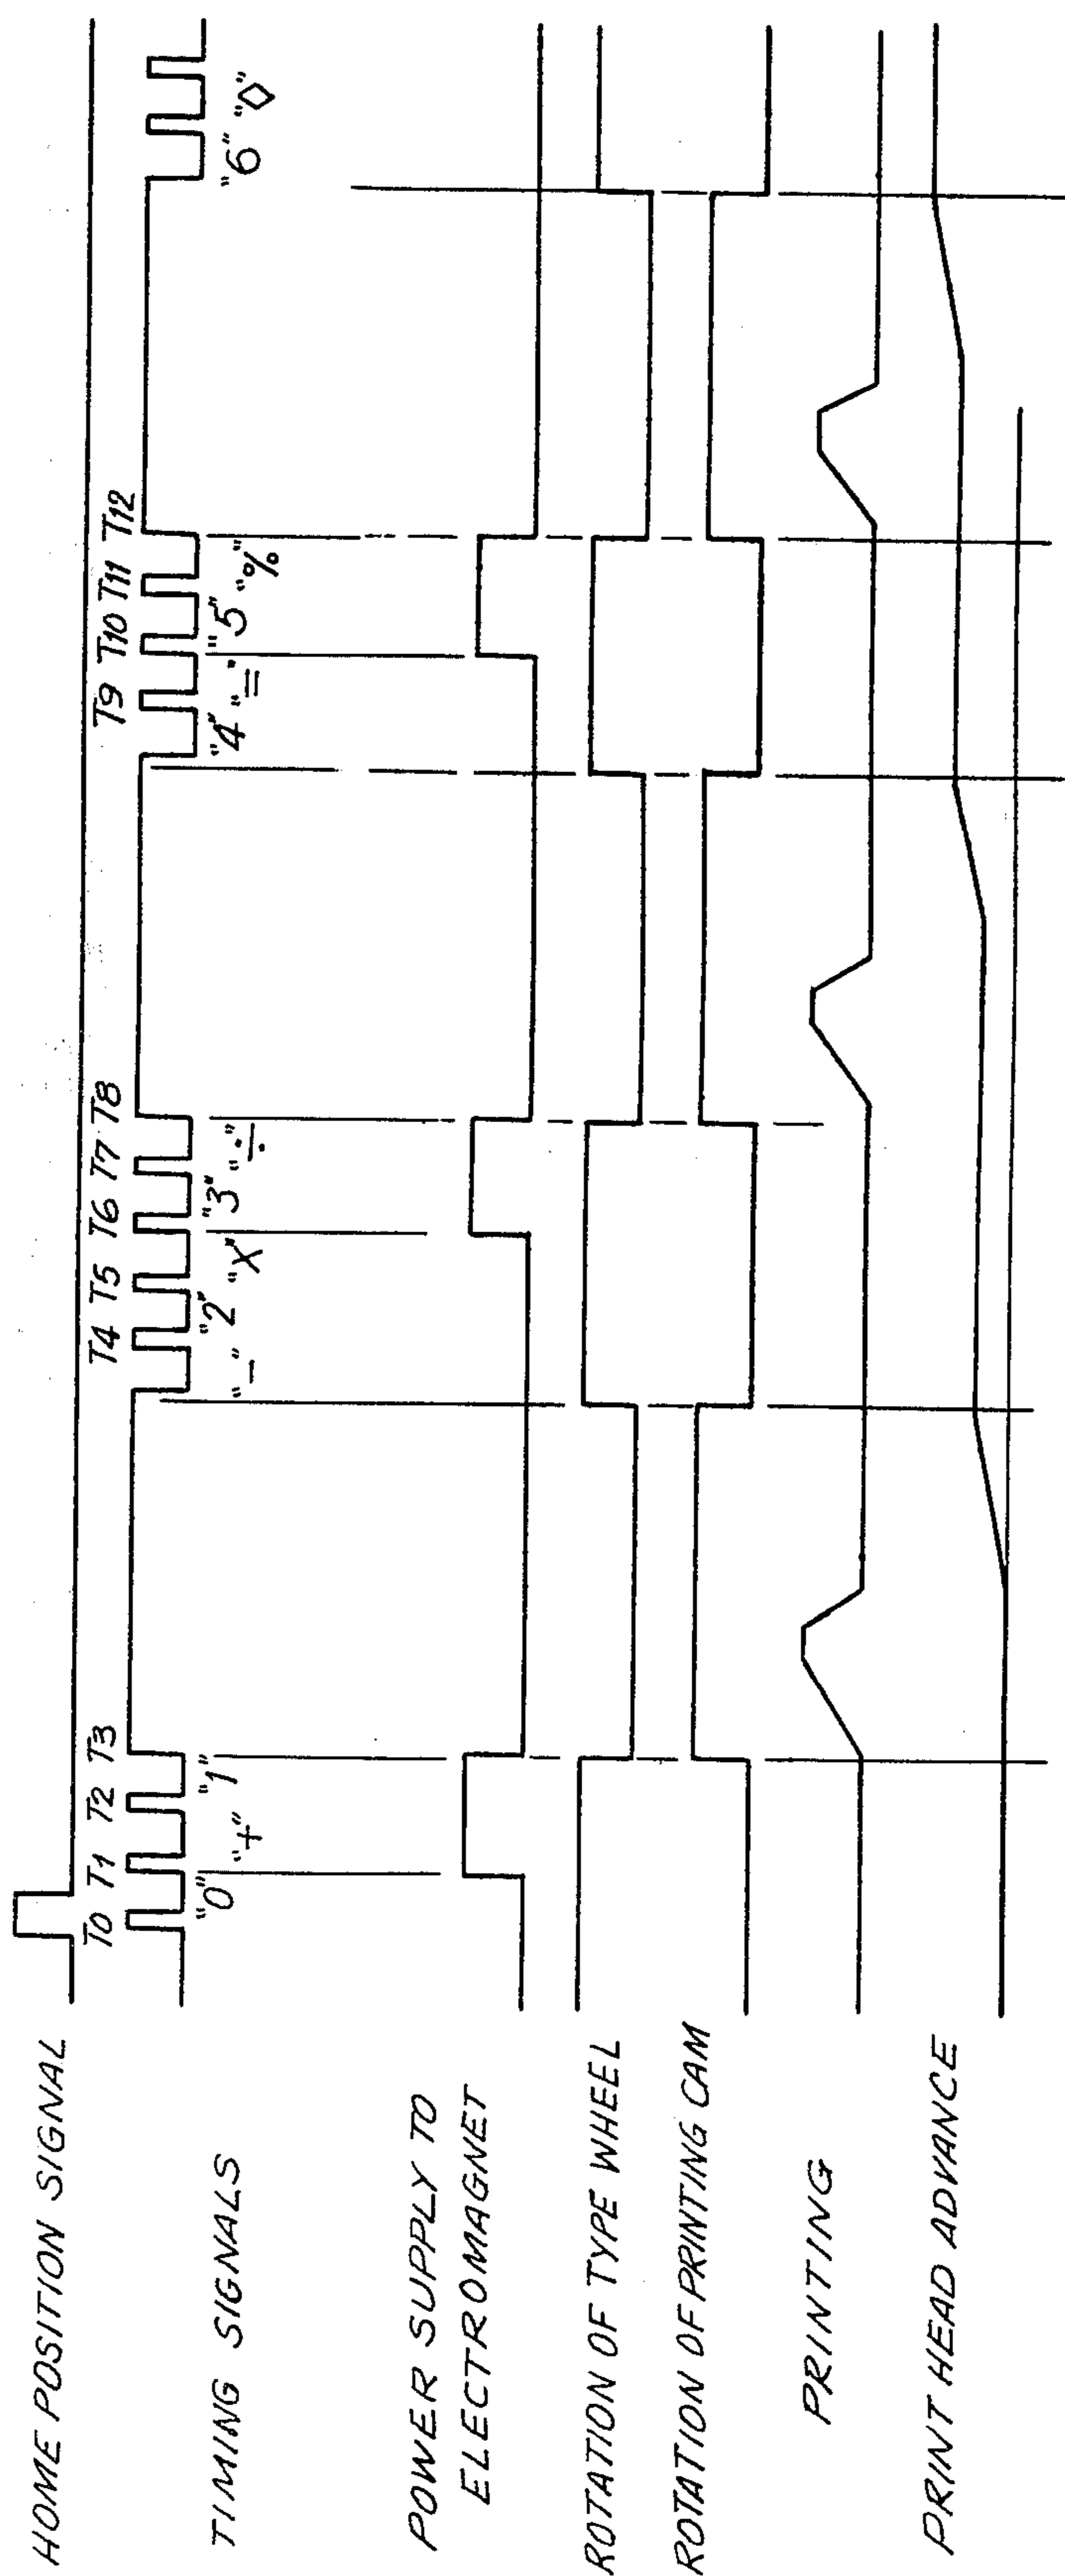 HOME POSITION SIGNAL
T0 T1 T2 T3 T4 T5 T6 T7 T8 T9 T10 T11 T12
TIMING SIGNALS
"0" "+" "1" "−" "2" "X" "3" "÷" "4" "=" "5" "%" "6" "◇"
POWER SUPPLY TO
ELECTROMAGNET
ROTATION OF TYPE WHEEL
ROTATION OF PRINTING CAM
PRINTING
PRINT HEAD ADVANCE